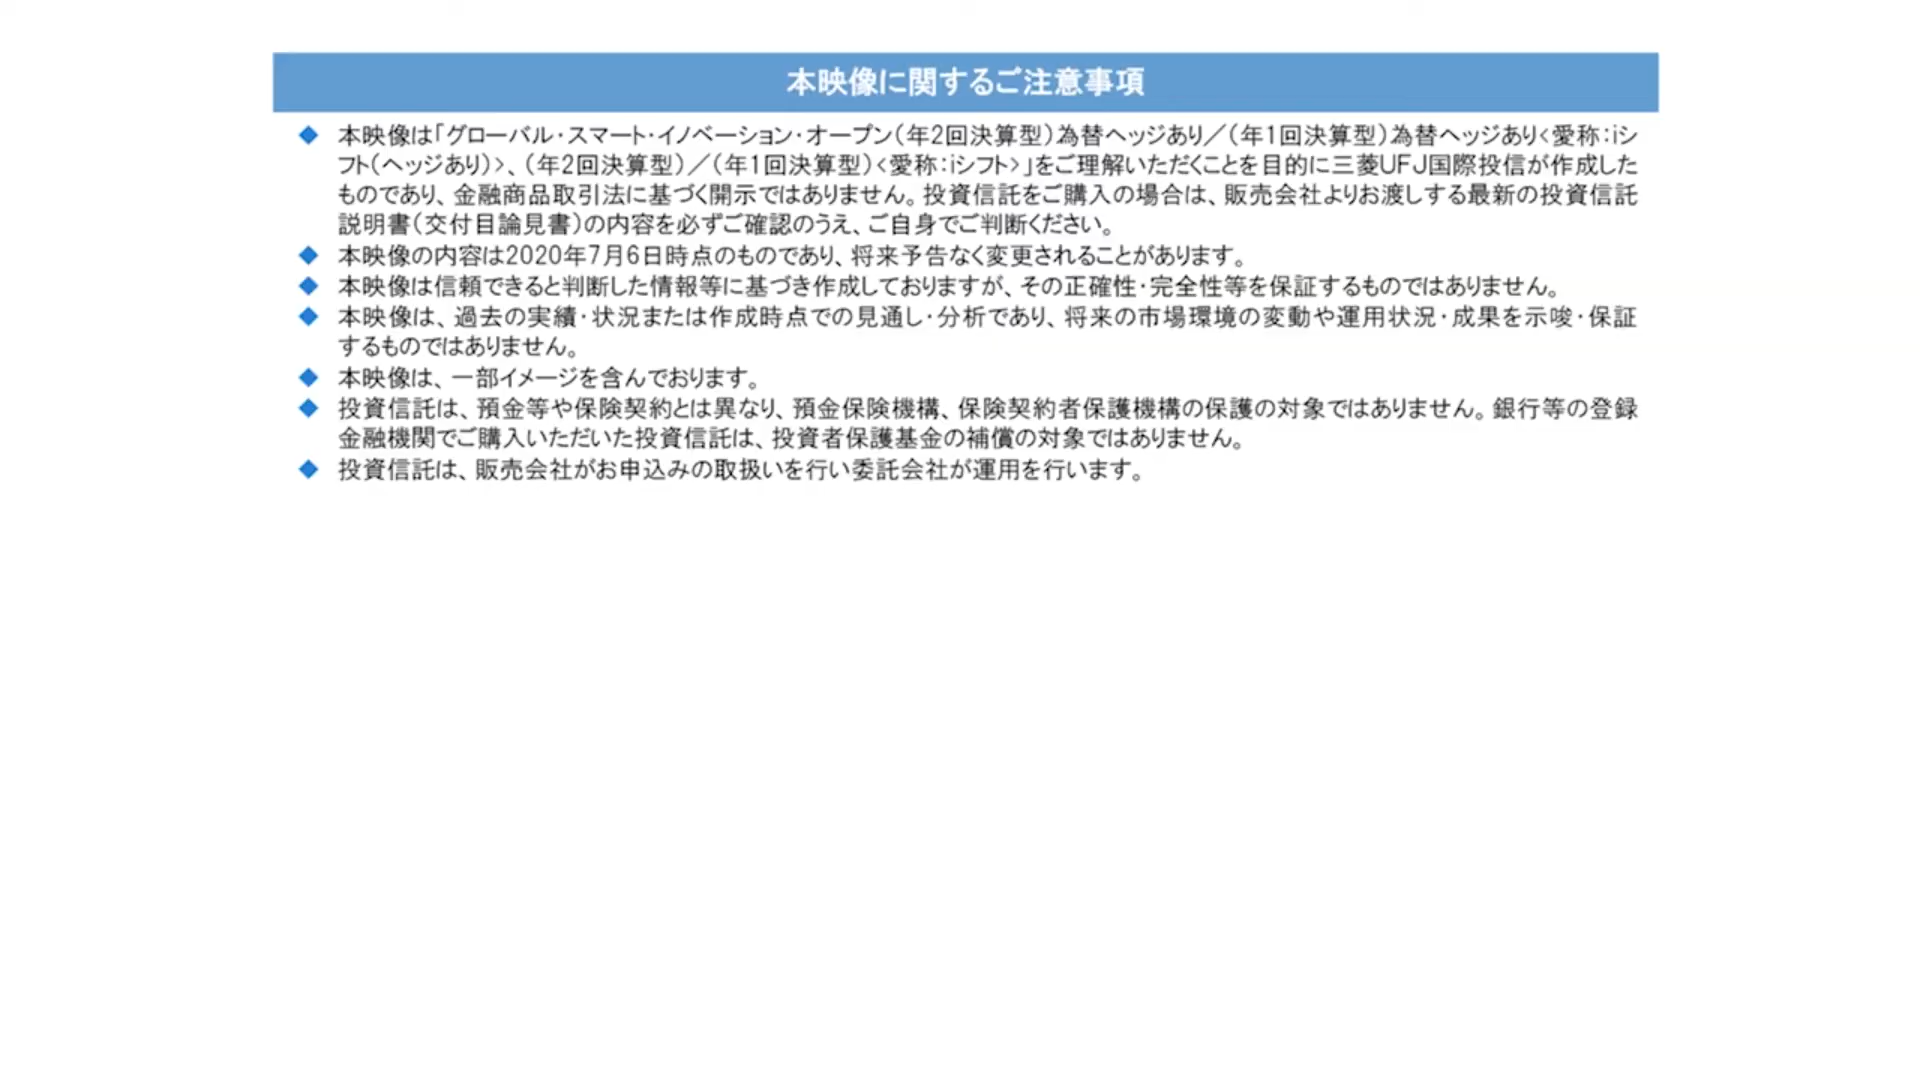 本映像に関するご注意事項
◆ 本映像は「グローバル・スマート・イノベーション・オープン（年2回決算型）為替ヘッジあり／（年1回決算型）為替ヘッジあり<愛称：iシ
フト（ヘッジあり）>、（年2回決算型）／（年1回決算型）<愛称：iシフト>」をご理解いただくことを目的に三菱UFJ国際投信が作成した
ものであり、金融商品取引法に基づく開示ではありません。投資信託をご購入の場合は、販売会社よりお渡しする最新の投資信託
説明書（交付目論見書）の内容を必ずご確認のうえ、ご自身でご判断ください。
◆ 本映像の内容は2020年7月6日時点のものであり、将来予告なく変更されることがあります。
◆ 本映像は信頼できると判断した情報等に基づき作成しておりますが、その正確性・完全性等を保証するものではありません。
◆ 本映像は、過去の実績・状況または作成時点での見通し・分析であり、将来の市場環境の変動や運用状況・成果を示唆・保証
するものではありません。
◆ 本映像は、一部イメージを含んでおります。
◆ 投資信託は、預金等や保険契約とは異なり、預金保険機構、保険契約者保護機構の保護の対象ではありません。銀行等の登録
金融機関でご購入いただいた投資信託は、投資者保護基金の補償の対象ではありません。
◆ 投資信託は、販売会社がお申込みの取扱いを行い委託会社が運用を行います。